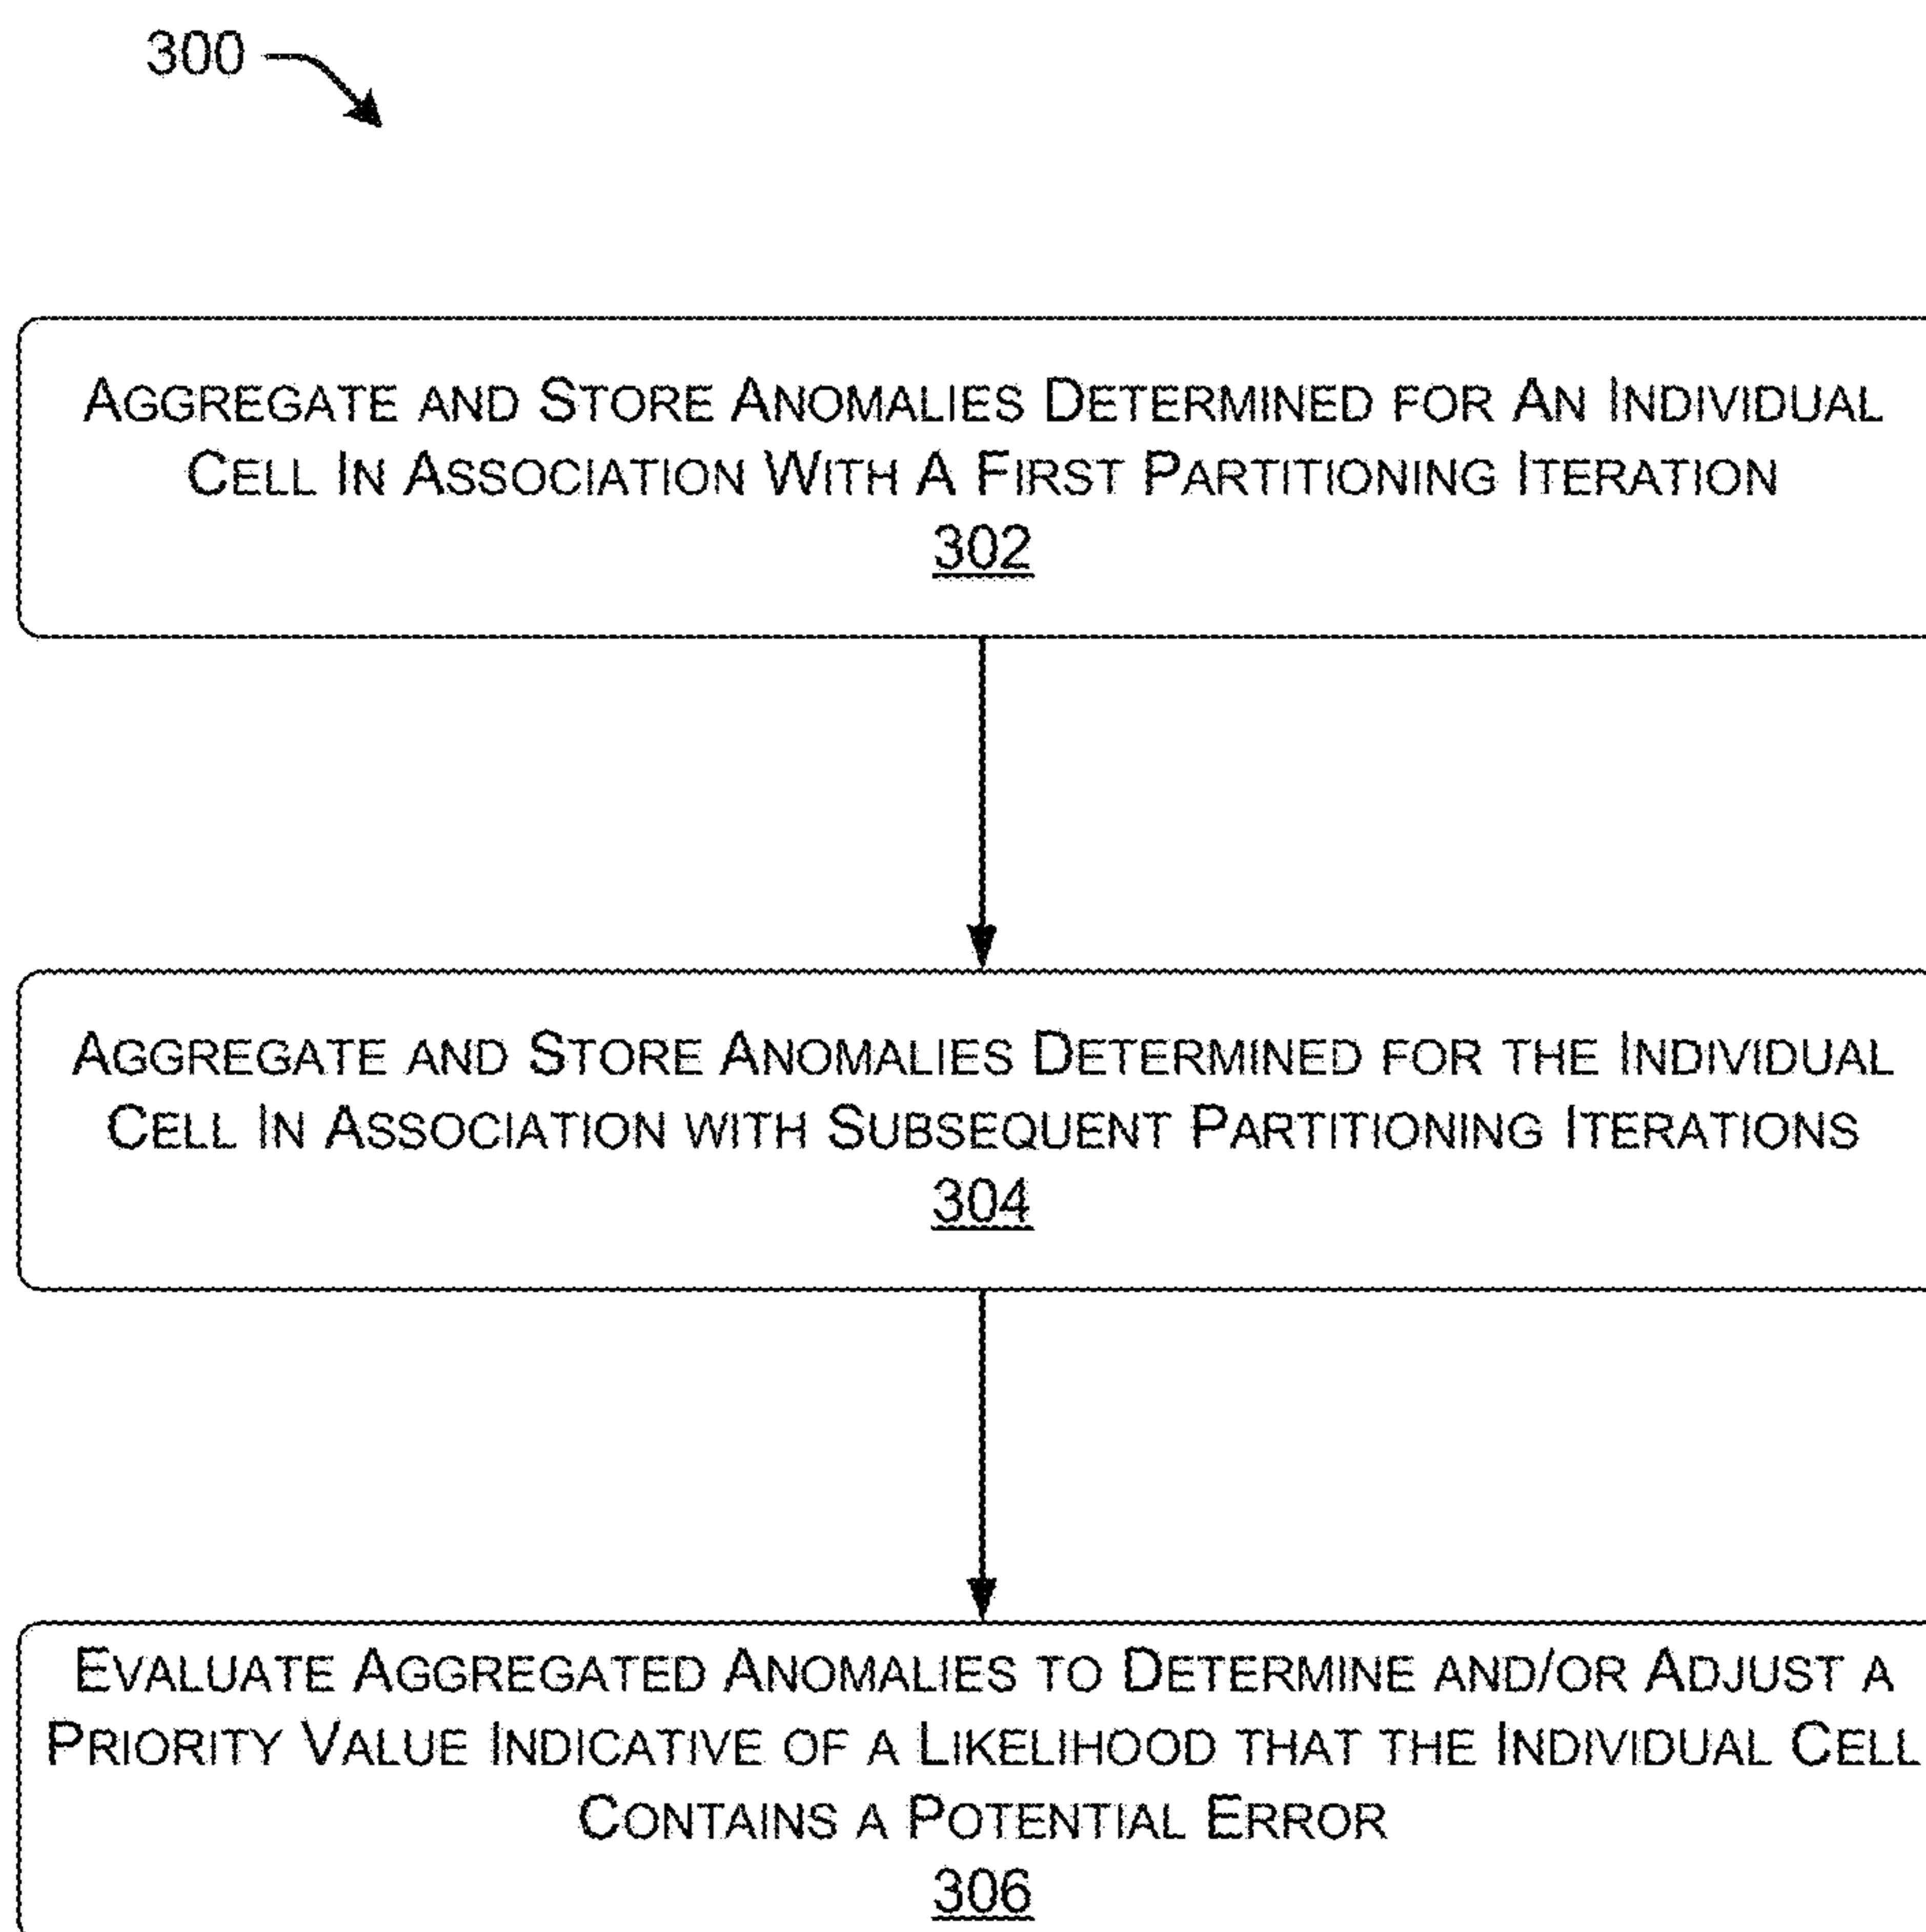 300
AGGREGATE AND STORE ANOMALIES DETERMINED FOR AN INDIVIDUAL
CELL IN ASSOCIATION WITH A FIRST PARTITIONING ITERATION
302
AGGREGATE AND STORE ANOMALIES DETERMINED FOR THE INDIVIDUAL
CELL IN ASSOCIATION WITH SUBSEQUENT PARTITIONING ITERATIONS
304
EVALUATE AGGREGATED ANOMALIES TO DETERMINE AND/OR ADJUST A
PRIORITY VALUE INDICATIVE OF A LIKELIHOOD THAT THE INDIVIDUAL CELL
CONTAINS A POTENTIAL ERROR
306